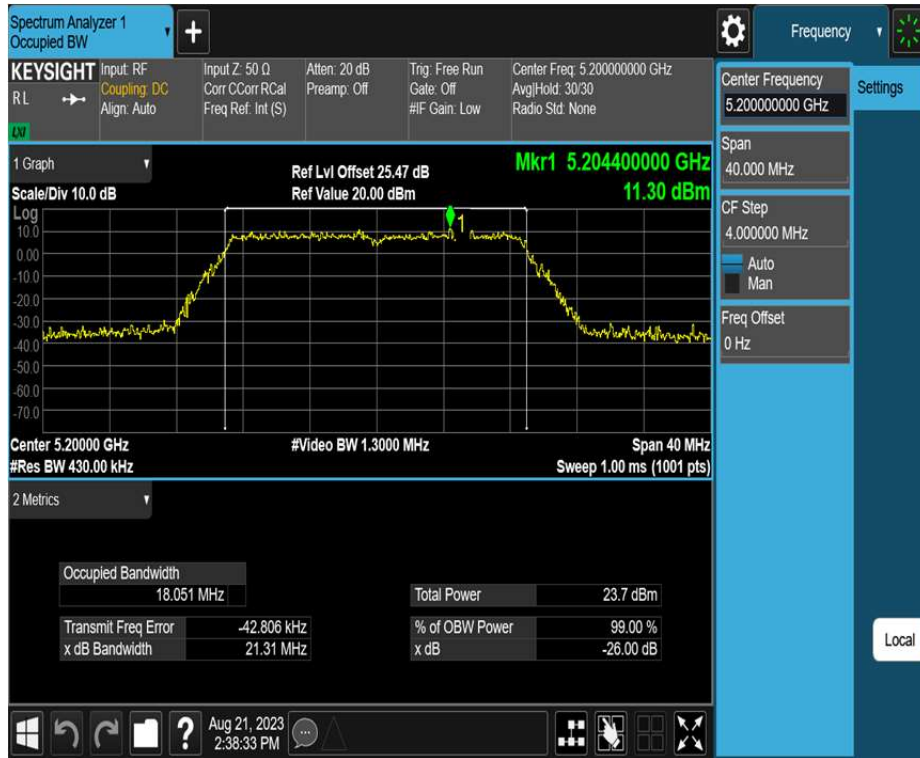 Spectrum Analyzer 1
Occupied BW
+
Frequency
KEYSIGHT
RL
LXI
Input: RF
Coupling: DC
Align: Auto
Input Z: 50 Ω
Corr CCorr RCal
Freq Ref: Int (S)
Atten: 20 dB
Preamp: Off
Trig: Free Run
Gate: Off
#IF Gain: Low
Center Freq: 5.200000000 GHz
Avg|Hold: 30/30
Radio Std: None
Center Frequency
5.200000000 GHz
Settings
Span
40.000 MHz
CF Step
4.000000 MHz
Auto
Man
Freq Offset
0 Hz
Local
1 Graph
Scale/Div 10.0 dB
Ref Lvl Offset 25.47 dB
Ref Value 20.00 dBm
Mkr1 5.204400000 GHz
11.30 dBm
Log
10.0
0.00
-10.0
-20.0
-30.0
-40.0
-50.0
-60.0
-70.0
1
Center 5.20000 GHz
#Video BW 1.3000 MHz
Span 40 MHz
#Res BW 430.00 kHz
Sweep 1.00 ms (1001 pts)
2 Metrics
Occupied Bandwidth
18.051 MHz
Total Power 23.7 dBm
Transmit Freq Error -42.806 kHz
% of OBW Power 99.00 %
x dB Bandwidth 21.31 MHz
x dB -26.00 dB
?
Aug 21, 2023
2:38:33 PM